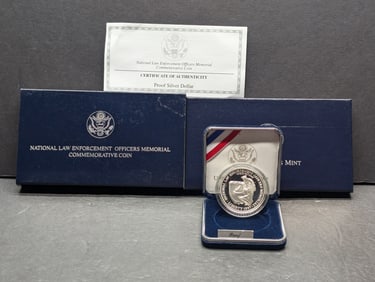 National Law Enforcement Officers Memorial
Commemorative Coin
CERTIFICATE OF AUTHENTICITY
Proof Silver Dollar
NATIONAL LAW ENFORCEMENT OFFICERS MEMORIAL
COMMEMORATIVE COIN
MINT